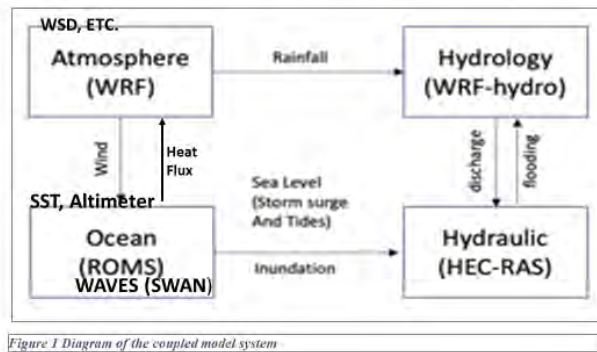 WSD, ETC.
Atmosphere
(WRF)
Rainfall
Hydrology
(WRF-hydro)
Wind
Heat
Flux
discharge
flooding
SST, Altimeter
Sea Level
(Storm surge
And Tides)
Ocean
(ROMS)
WAVES (SWAN)
Inundation
Hydraulic
(HEC-RAS)
Figure 1 Diagram of the coupled model system